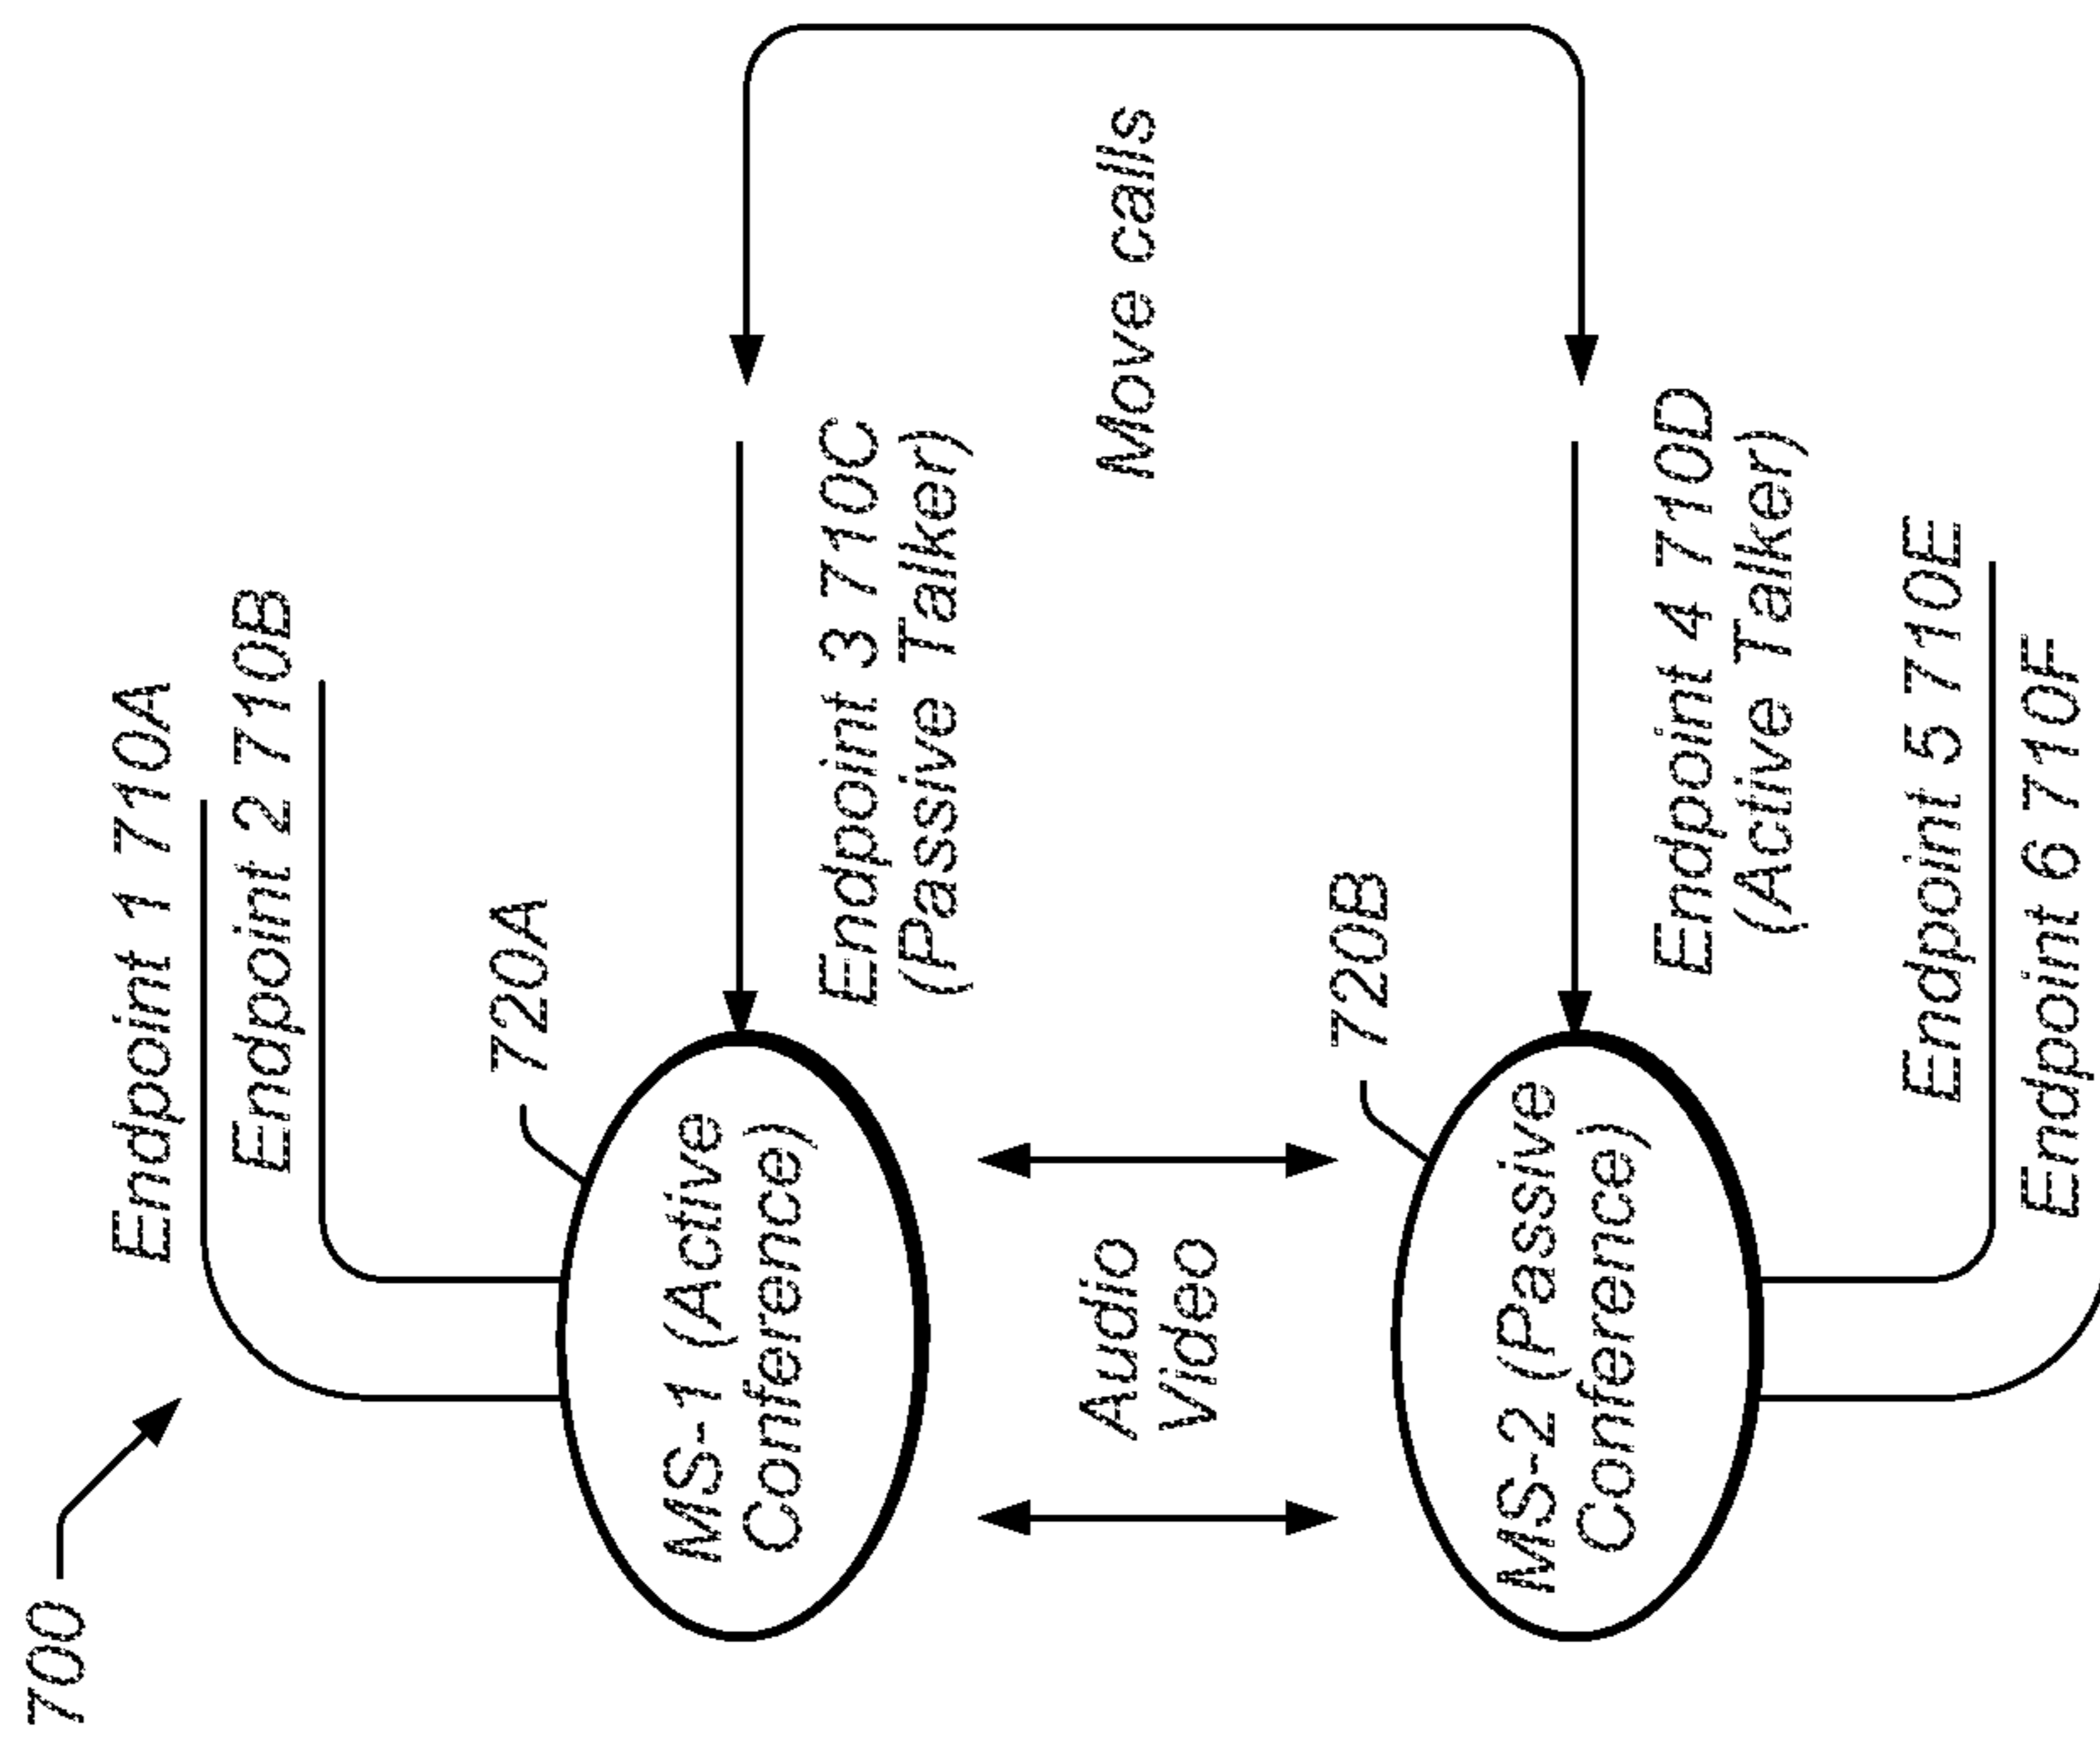 700
Endpoint 1 710A
Endpoint 2 710B
720A
MS-1 (Active
Conference)
Endpoint 3 710C
(Passive Talker)
Audio
Video
Move calls
720B
MS-2 (Passive
Conference)
Endpoint 4 710D
(Active Talker)
Endpoint 5 710E
Endpoint 6 710F